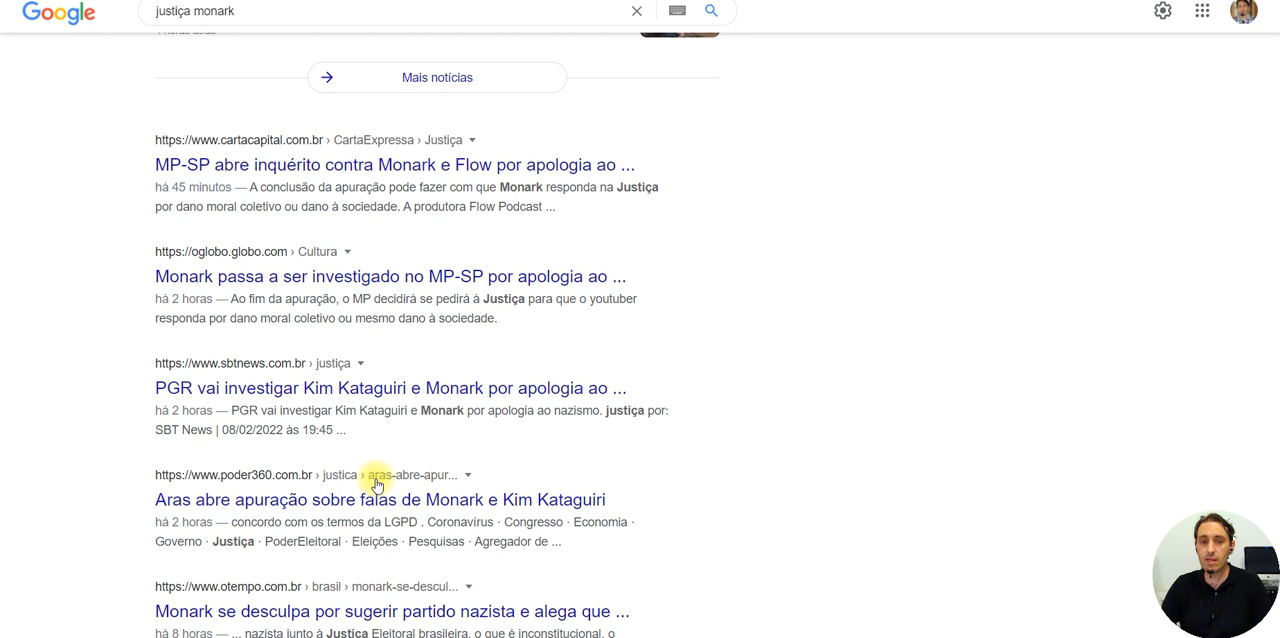 Google
justiça monark
Mais notícias
https://www.cartacapital.com.br › CartaExpressa › Justiça
MP-SP abre inquérito contra Monark e Flow por apologia ao ...
há 45 minutos — A conclusão da apuração pode fazer com que Monark responda na Justiça
por dano moral coletivo ou dano à sociedade. A produtora Flow Podcast ...
https://oglobo.globo.com › Cultura
Monark passa a ser investigado no MP-SP por apologia ao ...
há 2 horas — Ao fim da apuração, o MP decidirá se pedirá à Justiça para que o youtuber
responda por dano moral coletivo ou mesmo dano à sociedade.
https://www.sbtnews.com.br › justiça
PGR vai investigar Kim Kataguiri e Monark por apologia ao ...
há 2 horas — PGR vai investigar Kim Kataguiri e Monark por apologia ao nazismo. justiça por:
SBT News | 08/02/2022 às 19:45 ...
https://www.poder360.com.br › justica › aras-abre-apur...
Aras abre apuração sobre falas de Monark e Kim Kataguiri
há 2 horas — concordo com os termos da LGPD . Coronavírus · Congresso · Economia ·
Governo · Justiça · PoderEleitoral · Eleições · Pesquisas · Agregador de ...
https://www.otempo.com.br › brasil › monark-se-descul...
Monark se desculpa por sugerir partido nazista e alega que ...
há 8 horas — ... nazista junto à Justiça Eleitoral brasileira, o que é inconstitucional, o